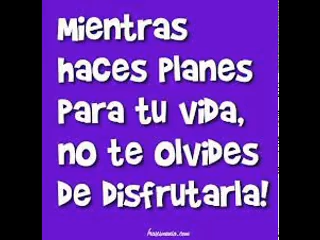 Mientras
haces planes
para tu vida,
no te olvides
de disfrutarla!